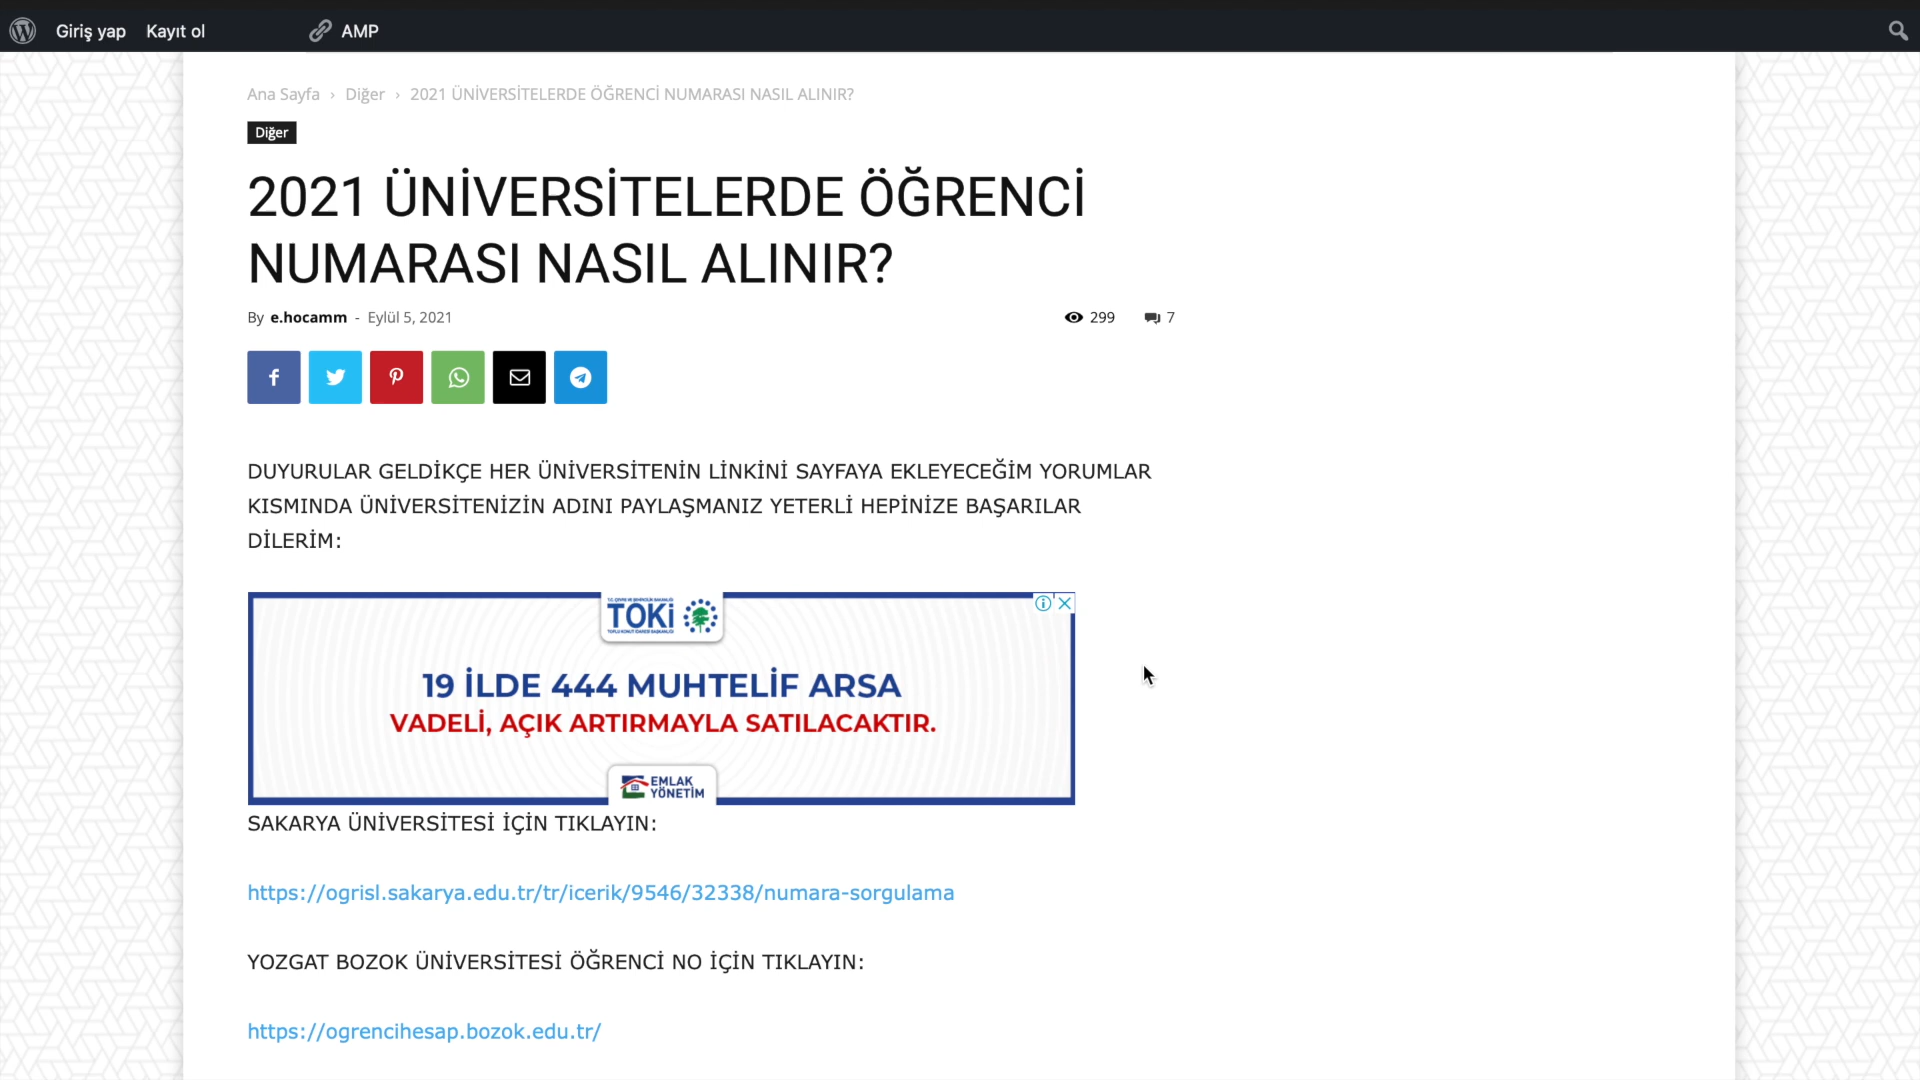 Giriş yap Kayıt ol AMP
Ana Sayfa › Diğer › 2021 ÜNİVERSİTELERDE ÖĞRENCİ NUMARASI NASIL ALINIR?
Diğer
2021 ÜNİVERSİTELERDE ÖĞRENCİ
NUMARASI NASIL ALINIR?
By e.hocamm - Eylül 5, 2021 299 7
DUYURULAR GELDİKÇE HER ÜNİVERSİTENİN LİNKİNİ SAYFAYA EKLEYECEĞİM YORUMLAR
KISMINDA ÜNİVERSİTENİZİN ADINI PAYLAŞMANIZ YETERLİ HEPİNİZE BAŞARILAR
DİLERİM:
TOKİ
19 İLDE 444 MUHTELİF ARSA
VADELİ, AÇIK ARTIRMAYLA SATILACAKTIR.
EMLAK
YÖNETİM
SAKARYA ÜNİVERSİTESİ İÇİN TIKLAYIN:
https://ogrisl.sakarya.edu.tr/tr/icerik/9546/32338/numara-sorgulama
YOZGAT BOZOK ÜNİVERSİTESİ ÖĞRENCİ NO İÇİN TIKLAYIN:
https://ogrencihesap.bozok.edu.tr/